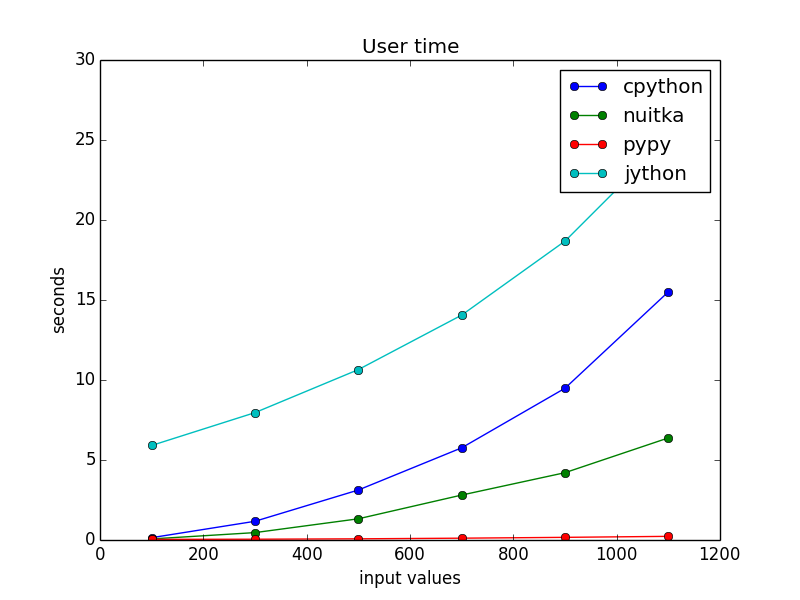 User time
30
25
20
15
10
5
0
seconds
cpython
nuitka
pypy
jython
0 200 400 600 800 1000 1200
input values